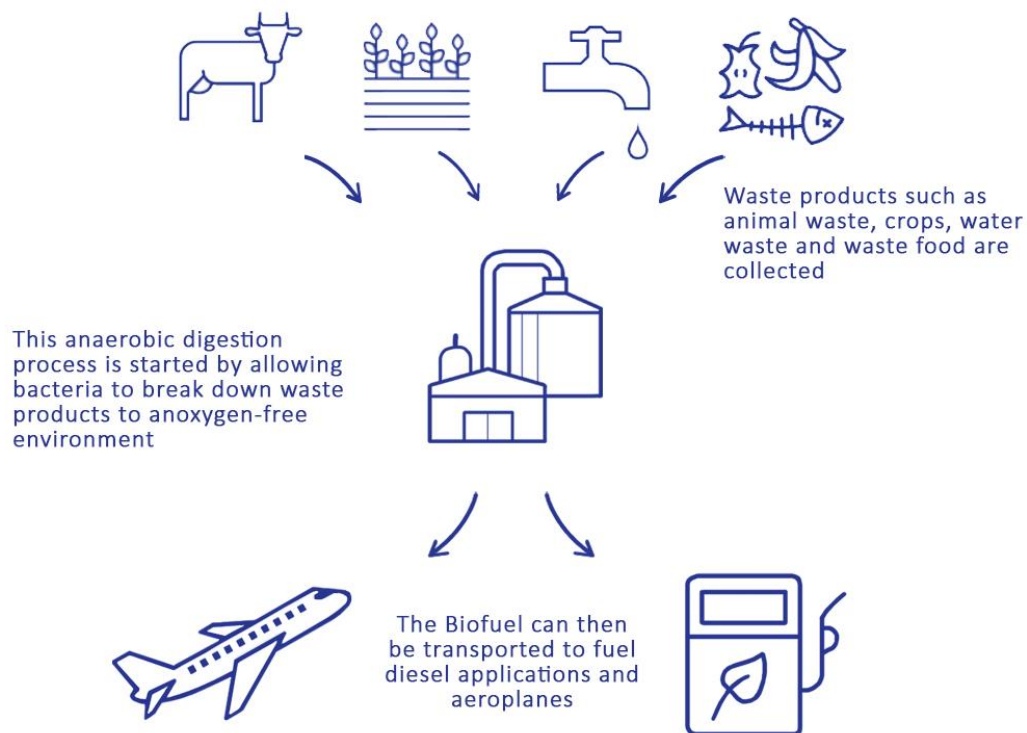 Waste products such as
animal waste, crops, water
waste and waste food are
collected
This anaerobic digestion
process is started by allowing
bacteria to break down waste
products to anoxygen-free
environment
The Biofuel can then
be transported to fuel
diesel applications and
aeroplanes